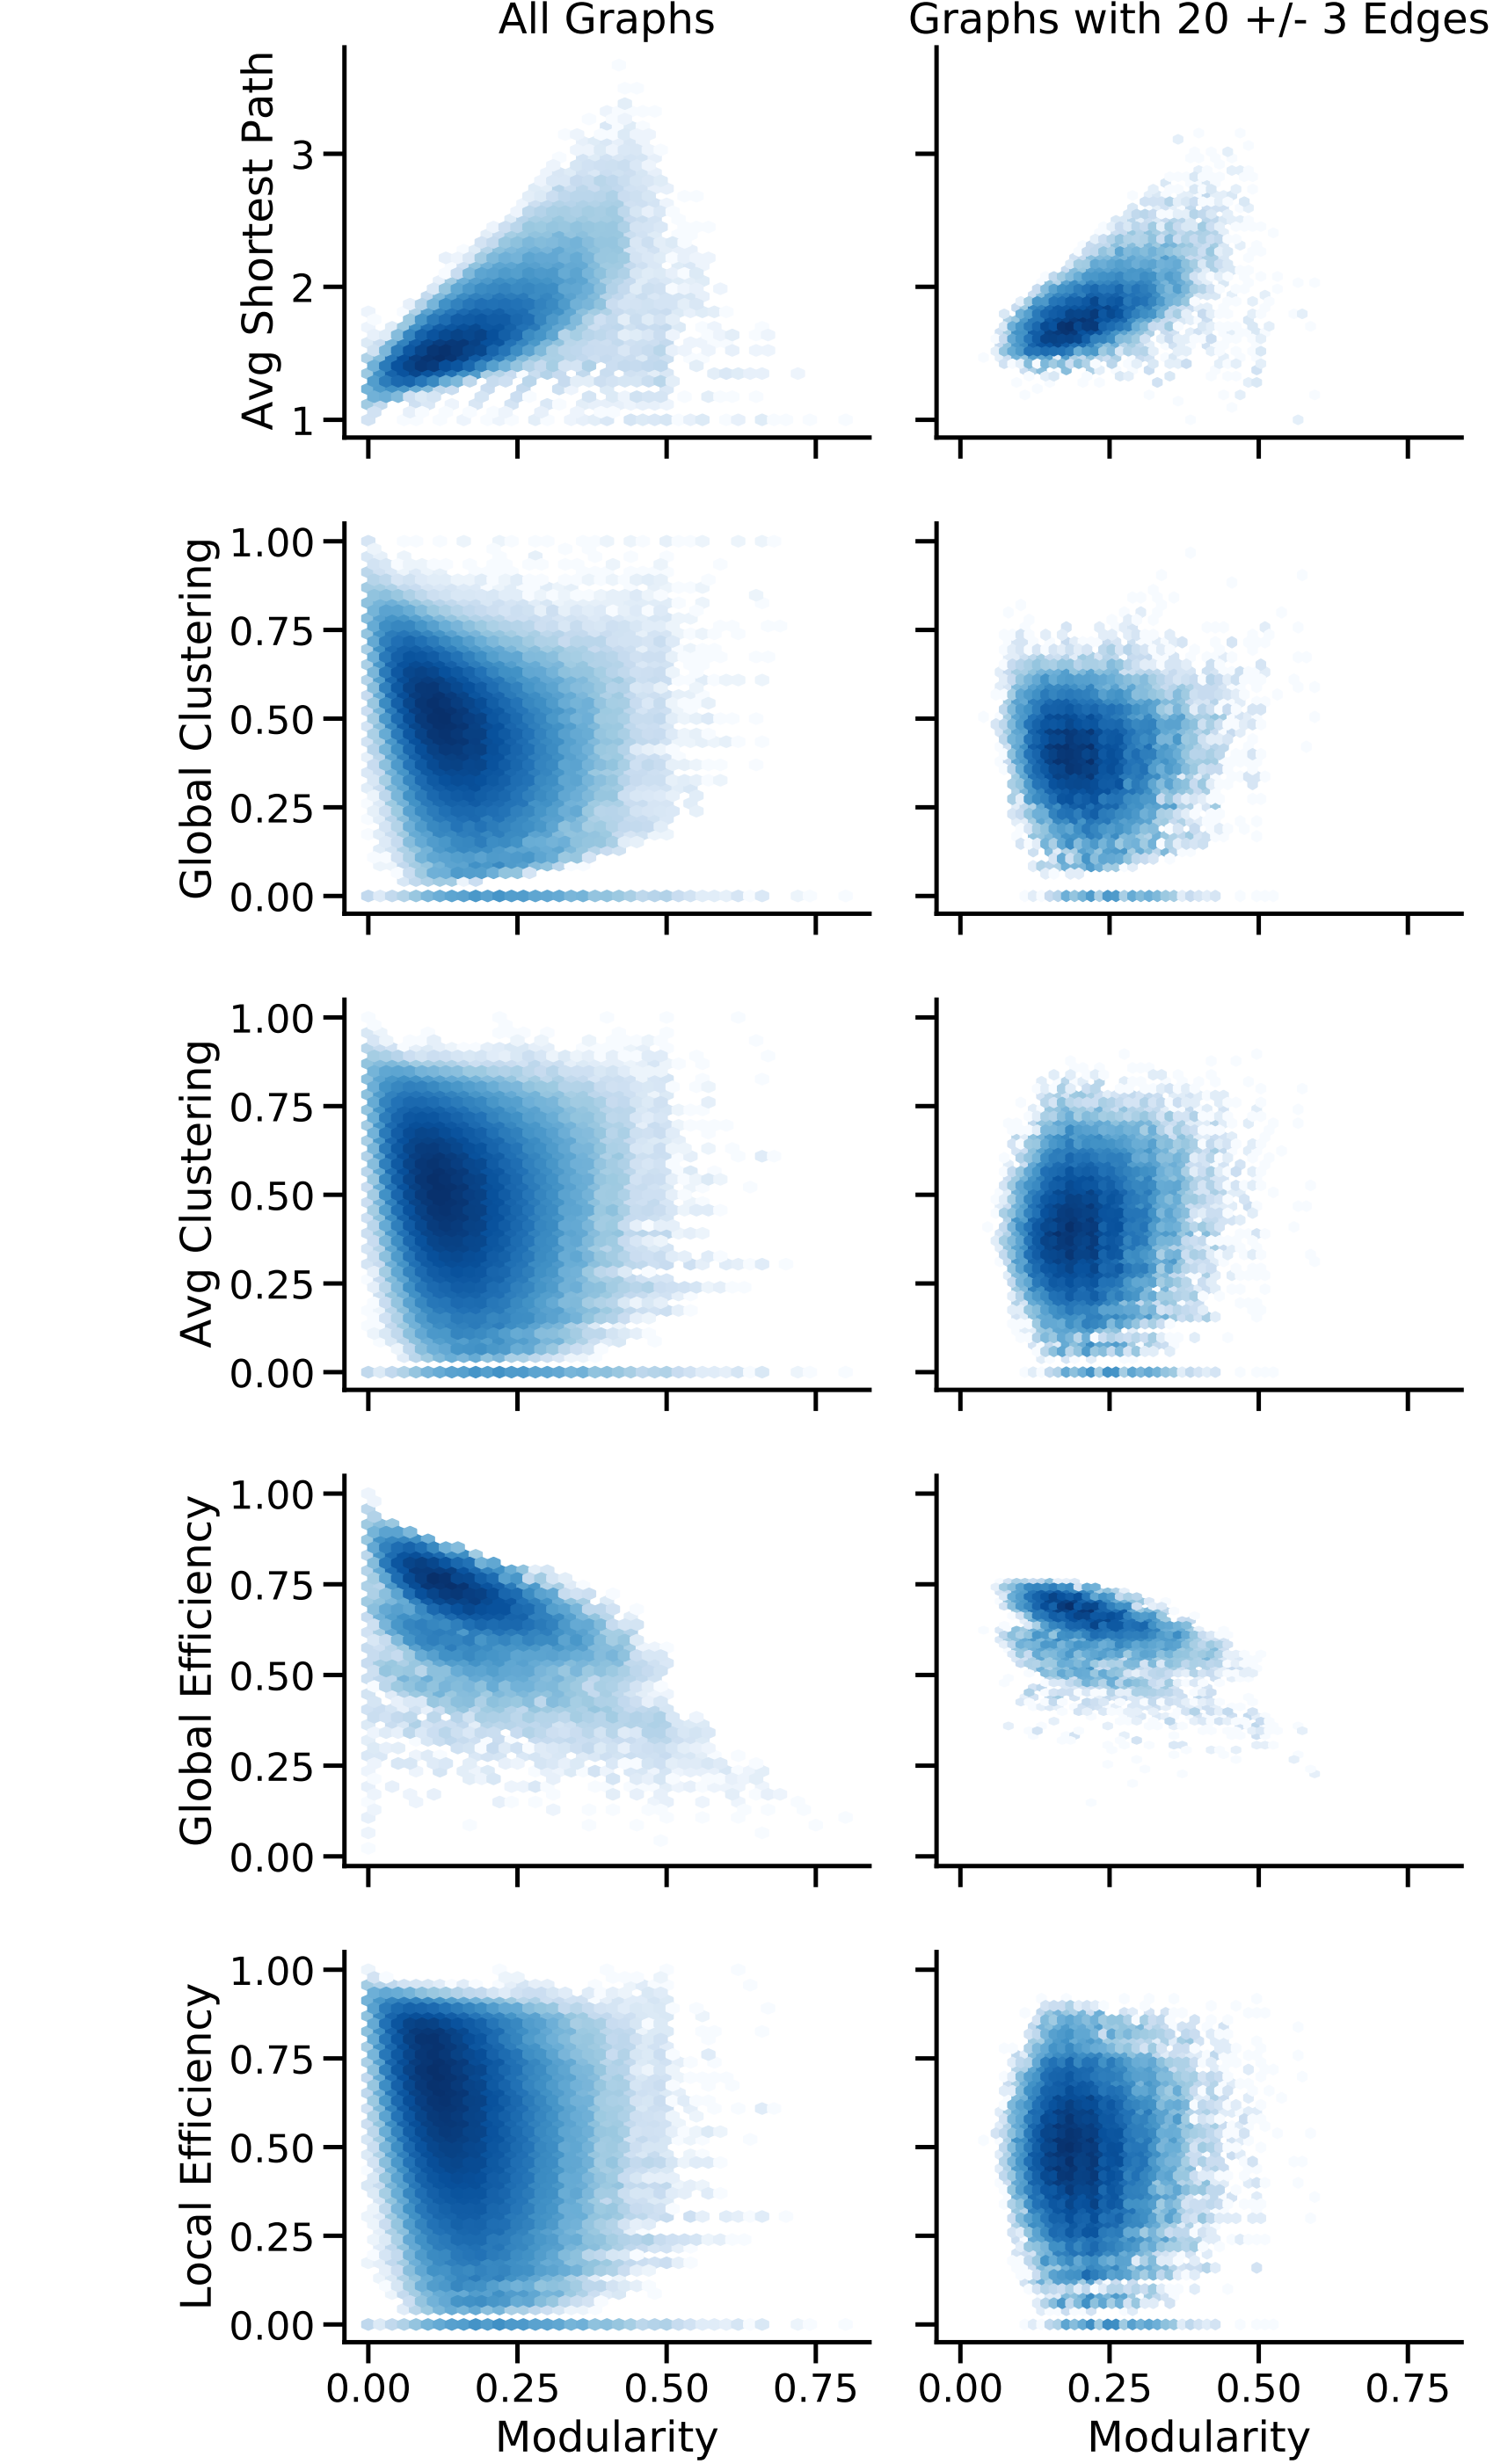 All Graphs
Graphs with 20 +/- 3 Edges
Avg Shortest Path
3
2
1
Global Clustering
1.00
0.75
0.50
0.25
0.00
Avg Clustering
1.00
0.75
0.50
0.25
0.00
Global Efficiency
1.00
0.75
0.50
0.25
0.00
Local Efficiency
1.00
0.75
0.50
0.25
0.00
0.00 0.25 0.50 0.75
Modularity
0.00 0.25 0.50 0.75
Modularity